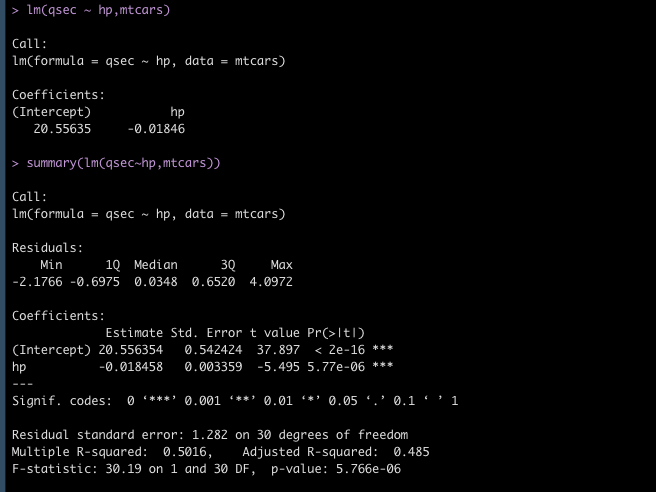 > lm(qsec ~ hp,mtcars)
Call:
lm(formula = qsec ~ hp, data = mtcars)
Coefficients:
(Intercept)           hp
   20.55635     -0.01846
> summary(lm(qsec~hp,mtcars))
Call:
lm(formula = qsec ~ hp, data = mtcars)
Residuals:
    Min      1Q  Median      3Q     Max
-2.1766 -0.6975  0.0348  0.6520  4.0972
Coefficients:
             Estimate Std. Error t value Pr(>|t|)
(Intercept) 20.556354   0.542424  37.897  < 2e-16 ***
hp          -0.018458   0.003359  -5.495 5.77e-06 ***
---
Signif. codes:  0 ‘***’ 0.001 ‘**’ 0.01 ‘*’ 0.05 ‘.’ 0.1 ‘ ’ 1
Residual standard error: 1.282 on 30 degrees of freedom
Multiple R-squared:  0.5016,    Adjusted R-squared:  0.485
F-statistic: 30.19 on 1 and 30 DF,  p-value: 5.766e-06